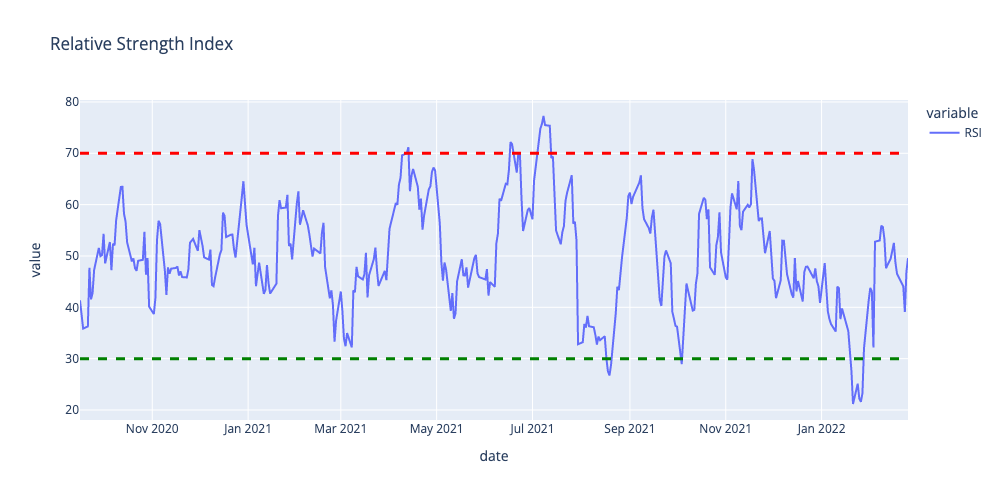 Relative Strength Index
variable
RSI
value
80
70
60
50
40
30
20
Nov 2020
Jan 2021
Mar 2021
May 2021
Jul 2021
Sep 2021
Nov 2021
Jan 2022
date